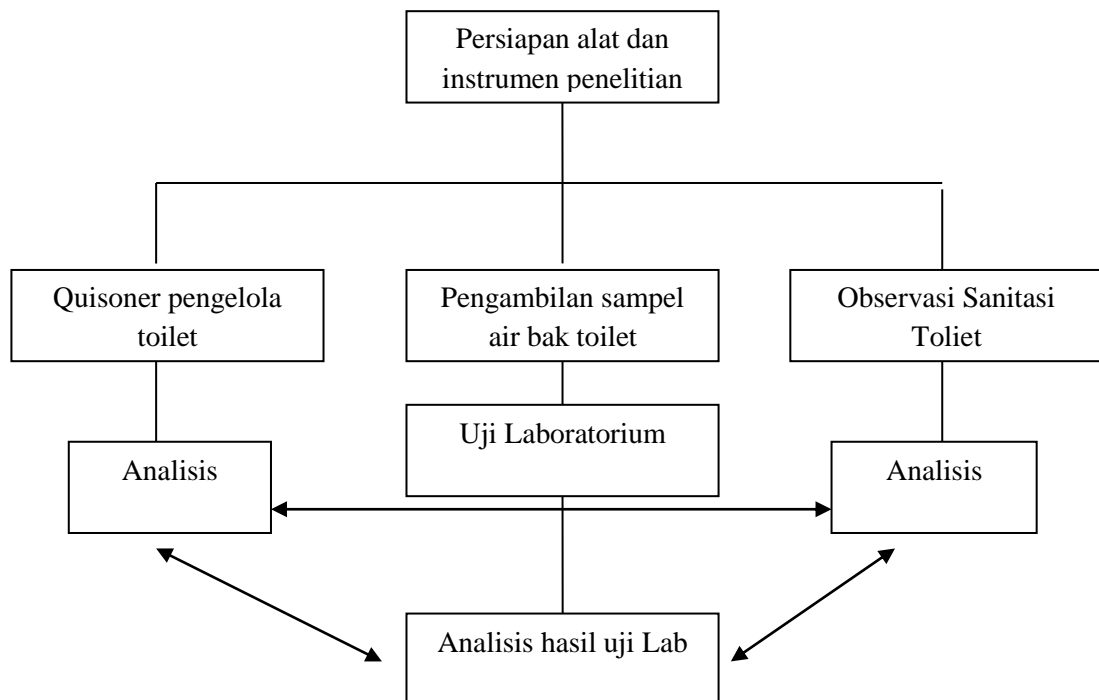 Persiapan alat dan
instrumen penelitian
Quisoner pengelola
toilet
Pengambilan sampel
air bak toilet
Observasi Sanitasi
Toliet
Uji Laboratorium
Analisis
Analisis
Analisis hasil uji Lab